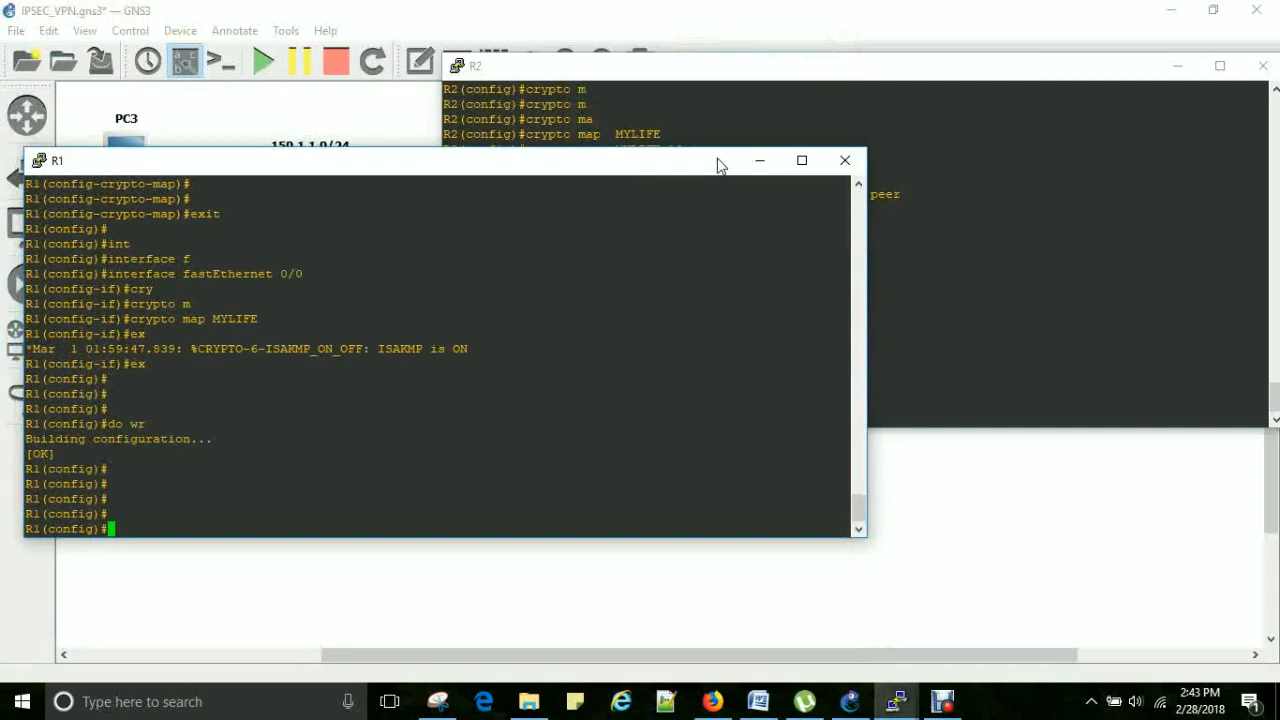 IPSEC_VPN.gns3* — GNS3
File Edit View Control Device Annotate Tools Help
R2
R2(config)#crypto m
R2(config)#crypto m
R2(config)#crypto ma
R2(config)#crypto map  MYLIFE
peer
PC3
150.1.1.0/24
R1
R1(config-crypto-map)#
R1(config-crypto-map)#
R1(config-crypto-map)#exit
R1(config)#
R1(config)#int
R1(config)#interface f
R1(config)#interface fastEthernet 0/0
R1(config-if)#cry
R1(config-if)#crypto m
R1(config-if)#crypto map MYLIFE
R1(config-if)#ex
*Mar  1 01:59:47.839: %CRYPTO-6-ISAKMP_ON_OFF: ISAKMP is ON
R1(config-if)#ex
R1(config)#
R1(config)#
R1(config)#
R1(config)#do wr
Building configuration...
[OK]
R1(config)#
R1(config)#
R1(config)#
R1(config)#
R1(config)#
Type here to search
2:43 PM
2/28/2018